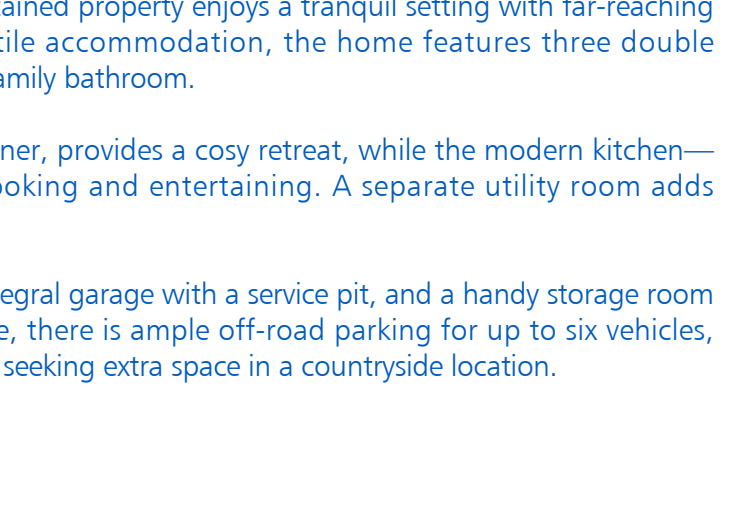 tained property enjoys a tranquil setting with far-reaching
tile accommodation, the home features three double
amily bathroom.
ner, provides a cosy retreat, while the modern kitchen—
ooking and entertaining. A separate utility room adds
egral garage with a service pit, and a handy storage room
e, there is ample off-road parking for up to six vehicles,
seeking extra space in a countryside location.